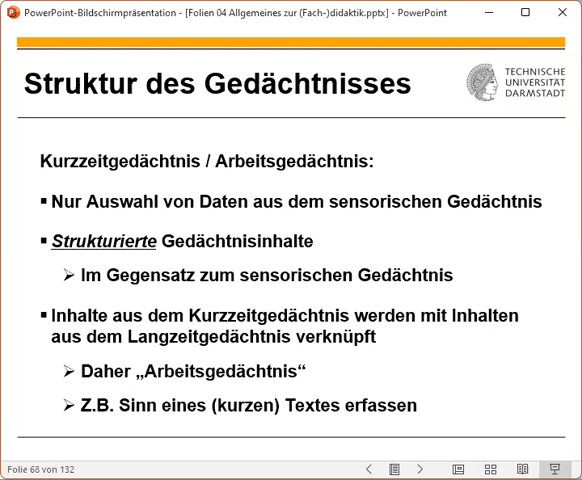 PowerPoint-Bildschirmpräsentation - [Folien 04 Allgemeines zur (Fach-)didaktik.pptx] - PowerPoint
Struktur des Gedächtnisses
TECHNISCHE
UNIVERSITÄT
DARMSTADT
Kurzzeitgedächtnis / Arbeitsgedächtnis:
▪ Nur Auswahl von Daten aus dem sensorischen Gedächtnis
▪ Strukturierte Gedächtnisinhalte
➢ Im Gegensatz zum sensorischen Gedächtnis
▪ Inhalte aus dem Kurzzeitgedächtnis werden mit Inhalten
aus dem Langzeitgedächtnis verknüpft
➢ Daher „Arbeitsgedächtnis“
➢ Z.B. Sinn eines (kurzen) Textes erfassen
Folie 68 von 132